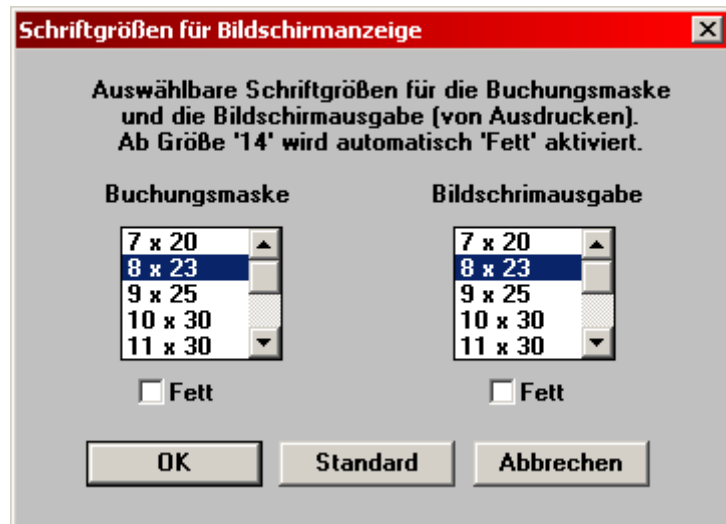 Schriftgrößen für Bildschirmanzeige
Auswählbare Schriftgrößen für die Buchungsmaske
und die Bildschirmausgabe (von Ausdrucken).
Ab Größe '14' wird automatisch 'Fett' aktiviert.
Buchungsmaske
7 x 20
8 x 23
9 x 25
10 x 30
11 x 30
Fett
Bildschrimausgabe
7 x 20
8 x 23
9 x 25
10 x 30
11 x 30
Fett
OK
Standard
Abbrechen